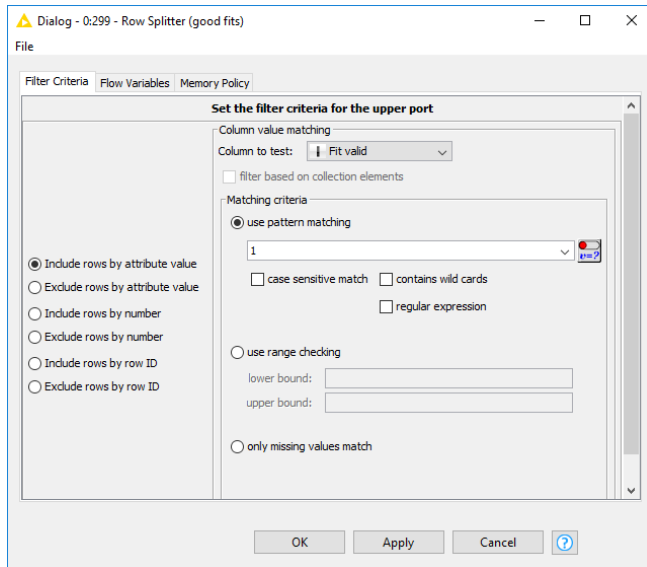 Dialog - 0:299 - Row Splitter (good fits)
File
Filter Criteria Flow Variables Memory Policy
Set the filter criteria for the upper port
Include rows by attribute value
Exclude rows by attribute value
Include rows by number
Exclude rows by number
Include rows by row ID
Exclude rows by row ID
Column value matching
Column to test: Fit valid
filter based on collection elements
Matching criteria
use pattern matching
1
v=?
case sensitive match contains wild cards
regular expression
use range checking
lower bound:
upper bound:
only missing values match
OK Apply Cancel ?